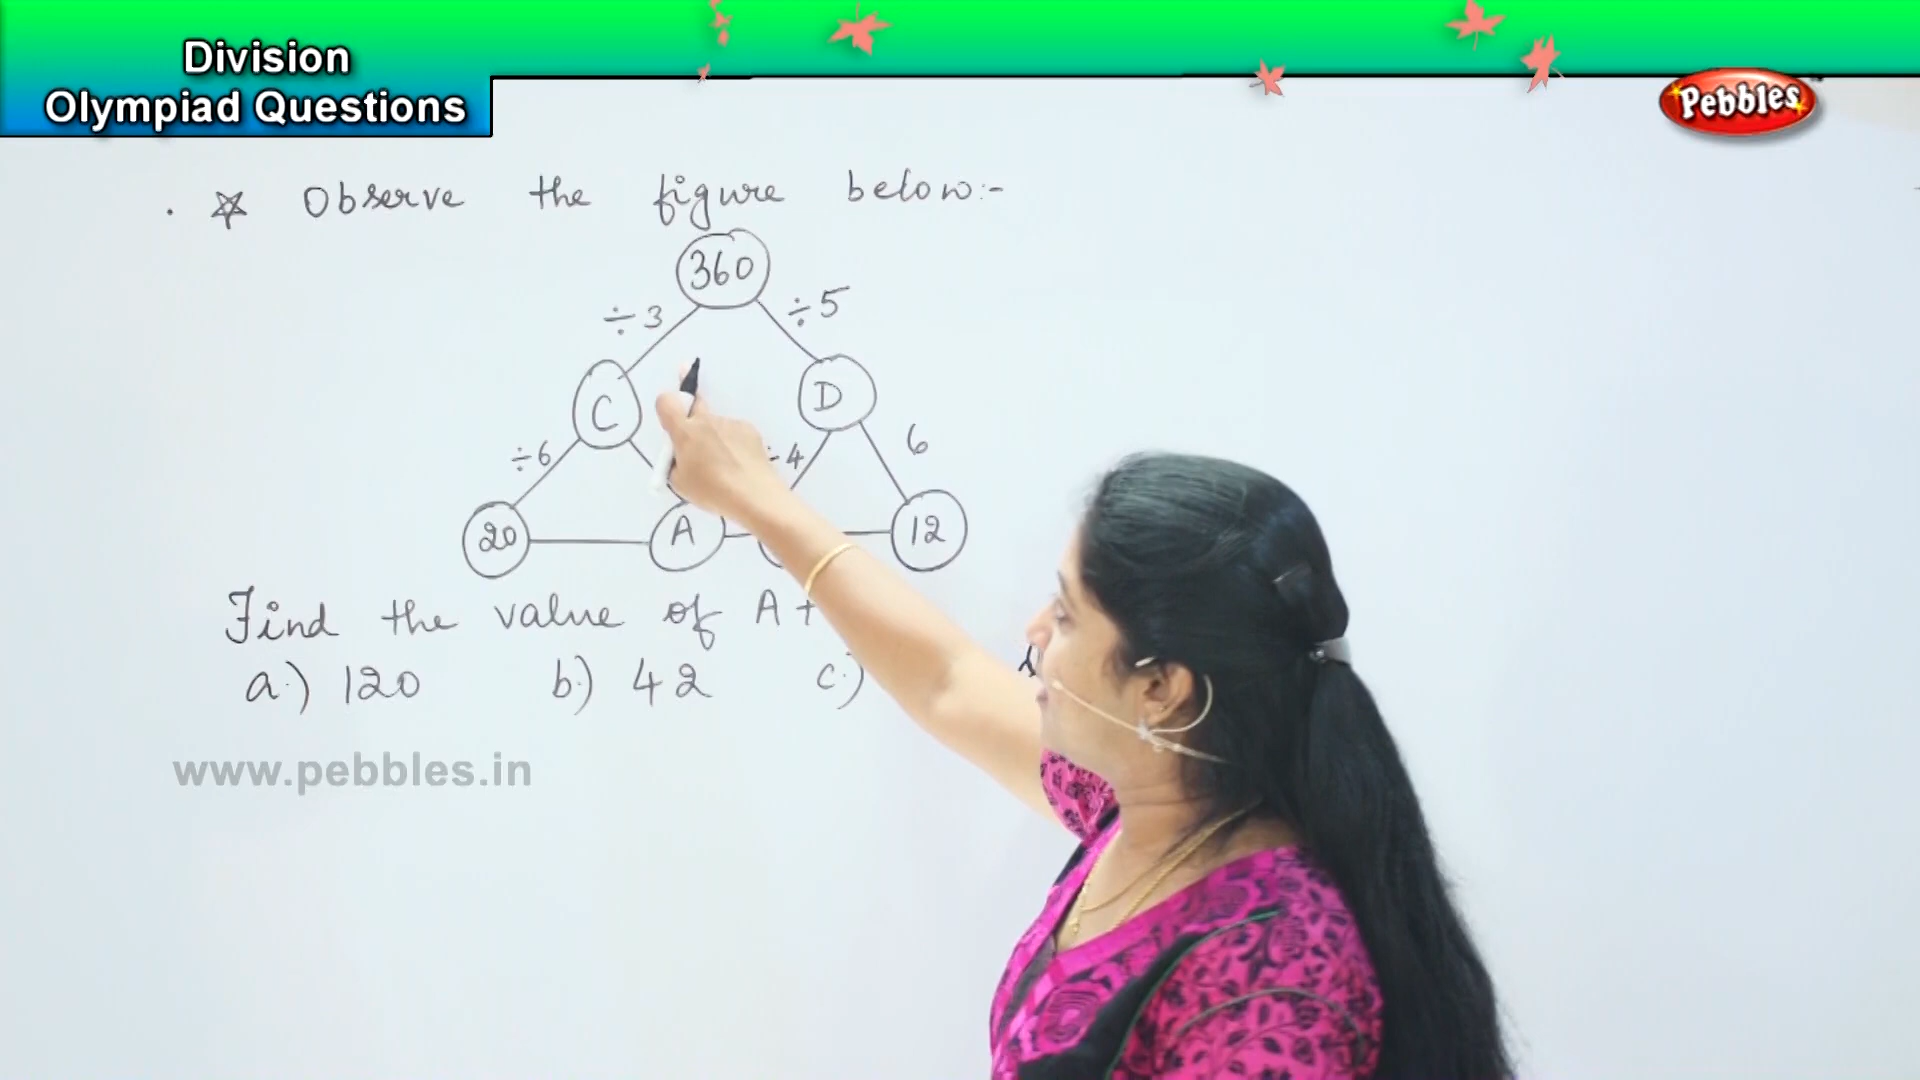 Division
Olympiad Questions
Pebbles
☆ Observe the figure below:-
360
÷3 ÷5
C D
÷6 ÷4 6
20 A 12
Find the value of A+
a.) 120 b.) 42 c.)
www.pebbles.in